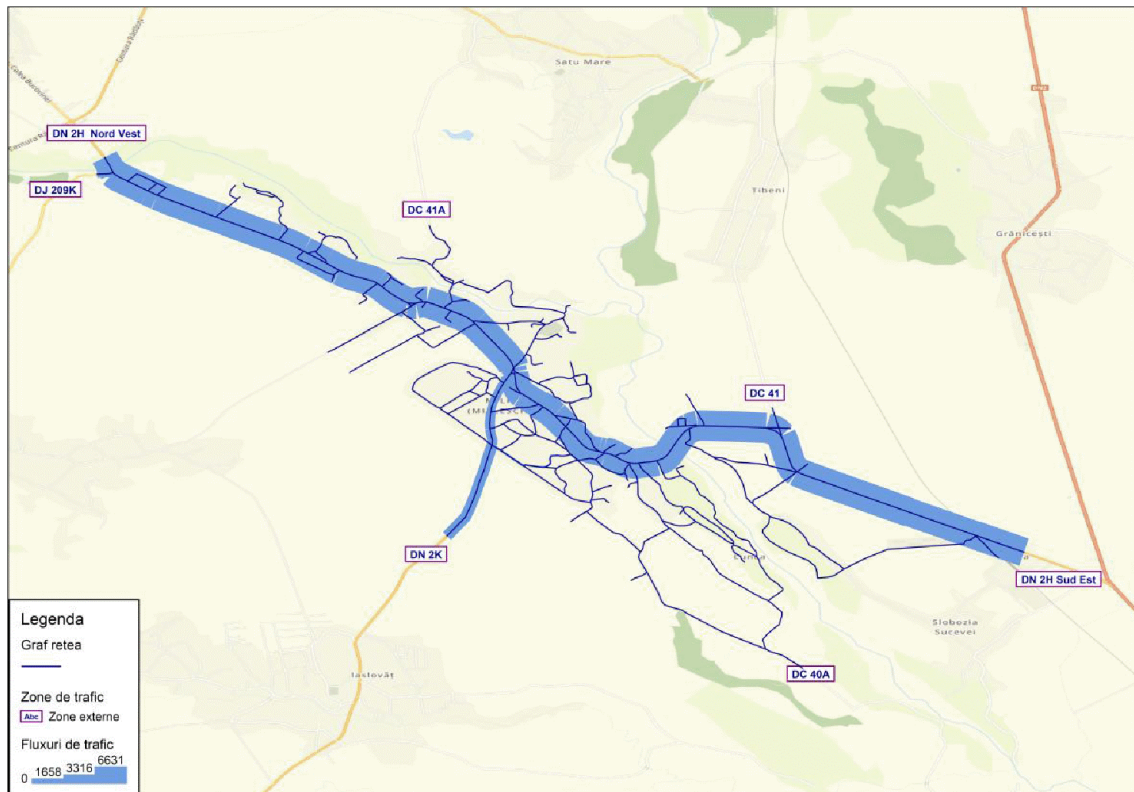 Satu Mare
DN 2H Nord Vest
DJ 209K
Tibeni
DC 41A
Grănicești
DC 41
DN 2K
DN 2H Sud Est
Slobozia
Sucevei
DC 40A
Iaslovăț
Legenda
Graf retea
Zone de trafic
Abc Zone externe
Fluxuri de trafic
0 1658 3316 6631